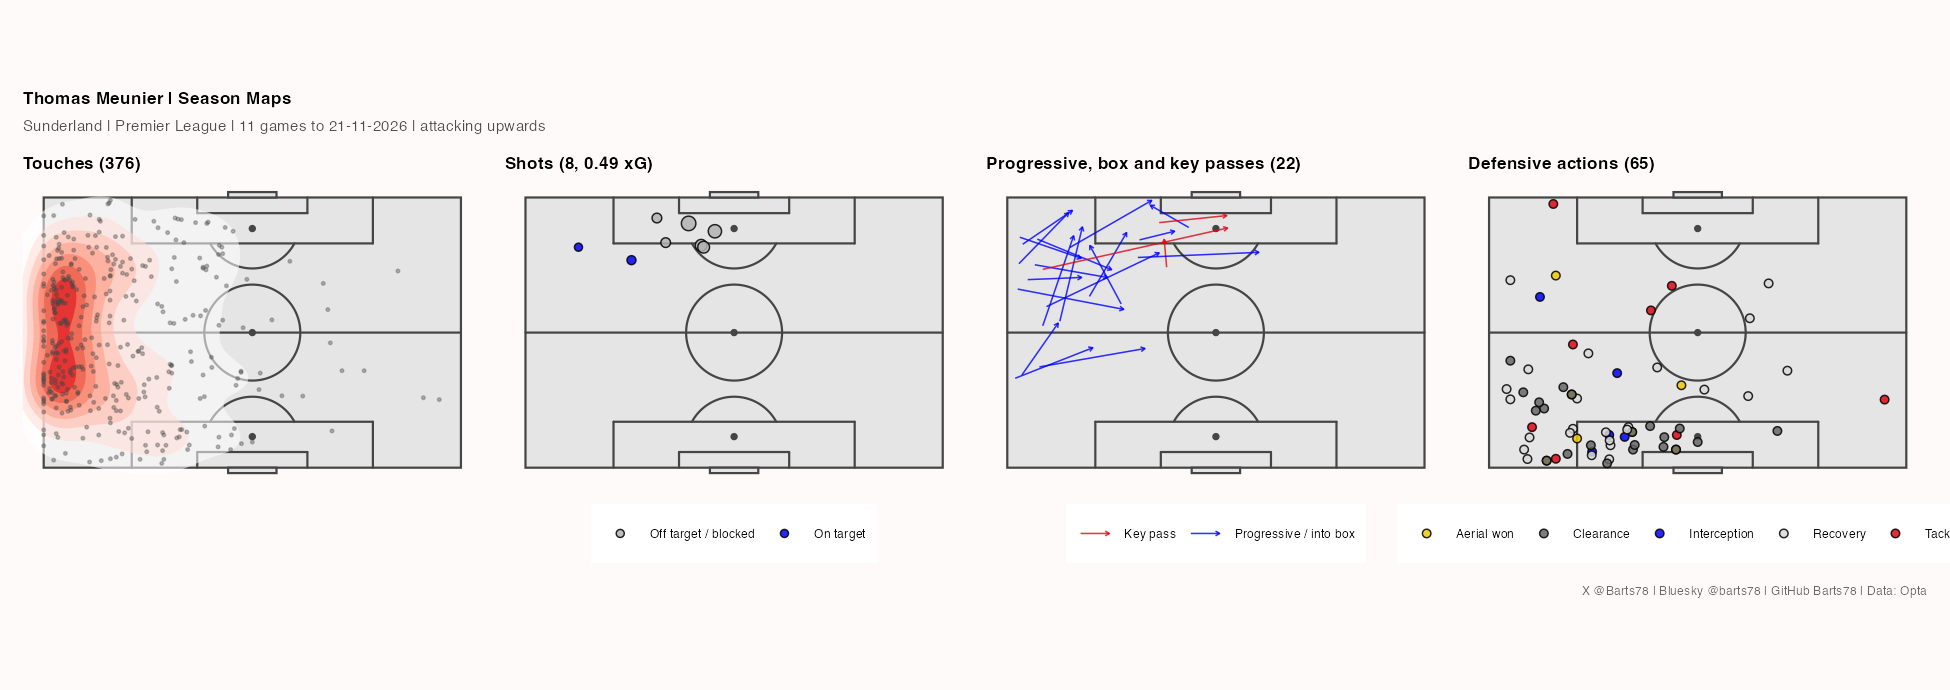 Thomas Meunier | Season Maps
Sunderland | Premier League | 11 games to 21-11-2026 | attacking upwards
Touches (376)
Shots (8, 0.49 xG)
Progressive, box and key passes (22)
Defensive actions (65)
Off target / blocked
On target
Key pass
Progressive / into box
Aerial won
Clearance
Interception
Recovery
Tack
X @Barts78 | Bluesky @barts78 | GitHub Barts78 | Data: Opta